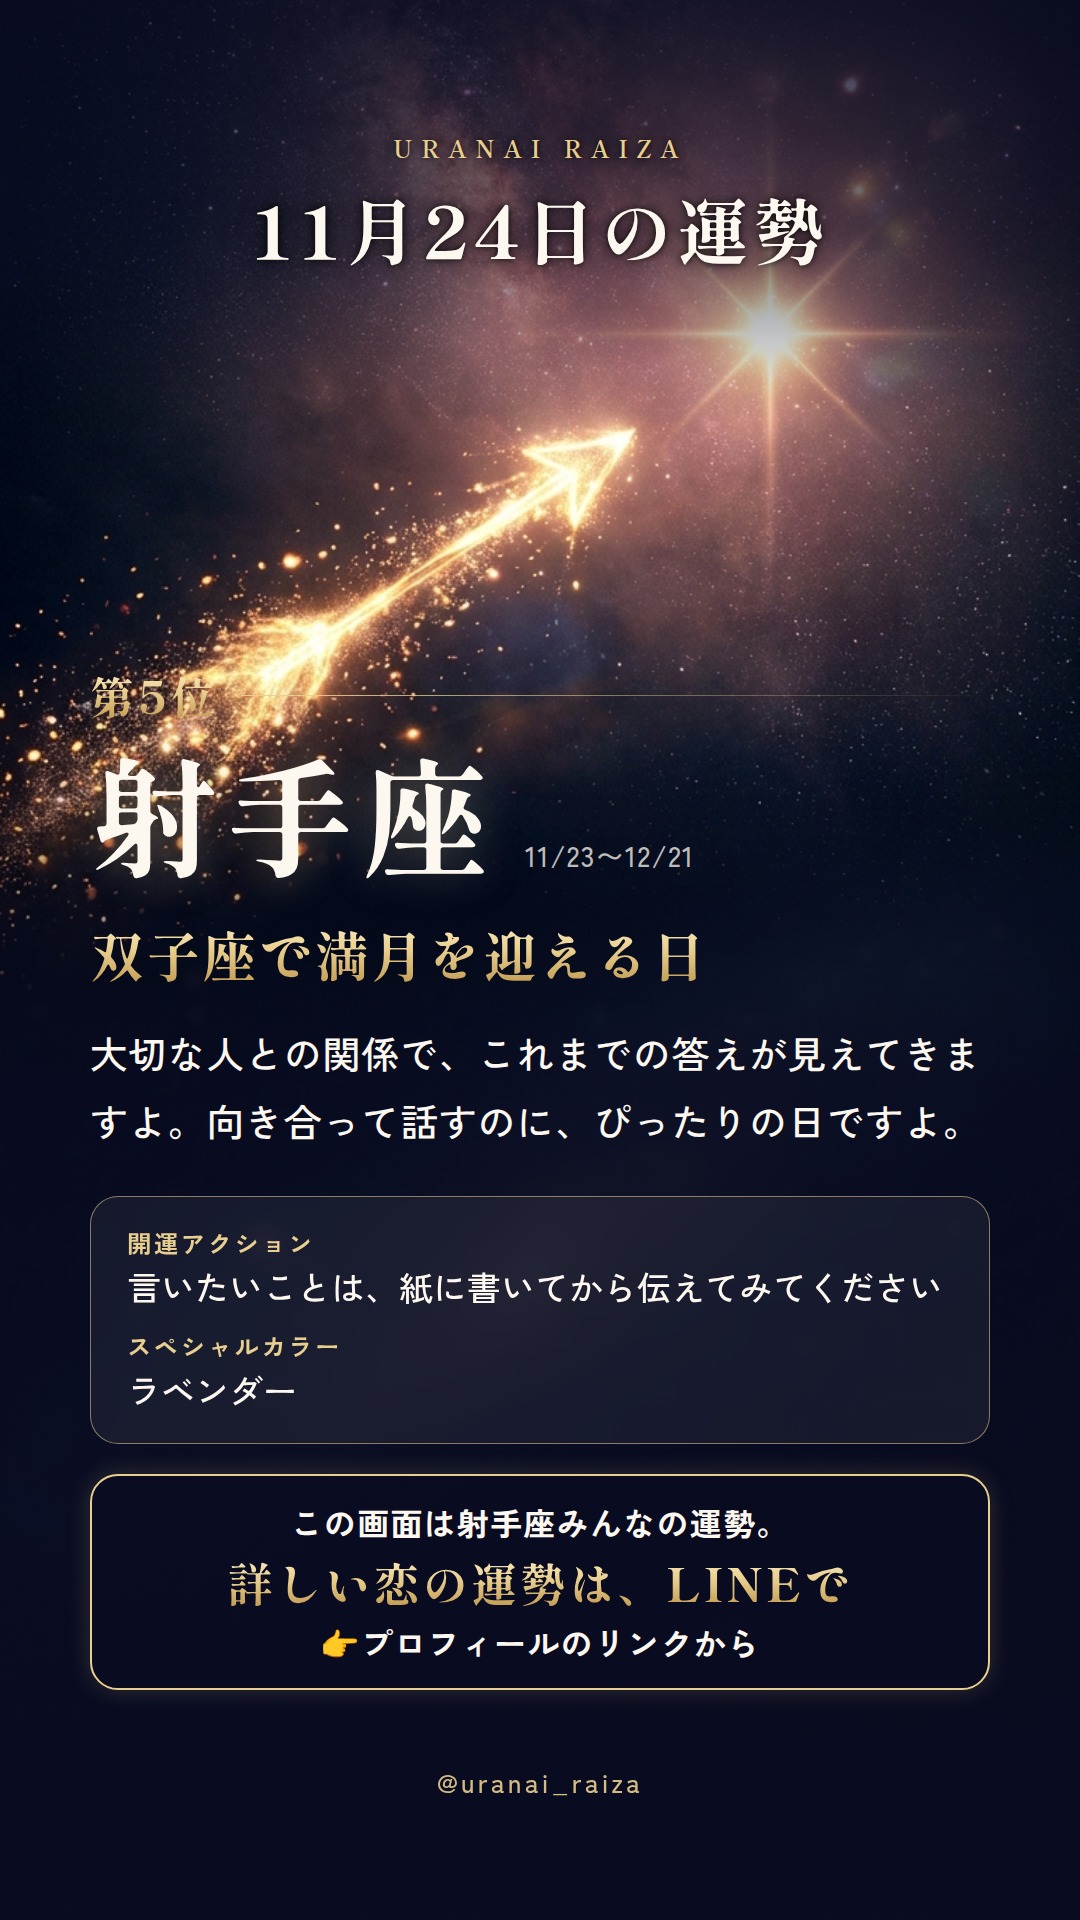 URANAI RAIZA
11月24日の運勢
第5位
射手座 11/23〜12/21
双子座で満月を迎える日
大切な人との関係で、これまでの答えが見えてきま
すよ。向き合って話すのに、ぴったりの日ですよ。
開運アクション
言いたいことは、紙に書いてから伝えてみてください
スペシャルカラー
ラベンダー
この画面は射手座みんなの運勢。
詳しい恋の運勢は、LINEで
👉プロフィールのリンクから
@uranai_raiza